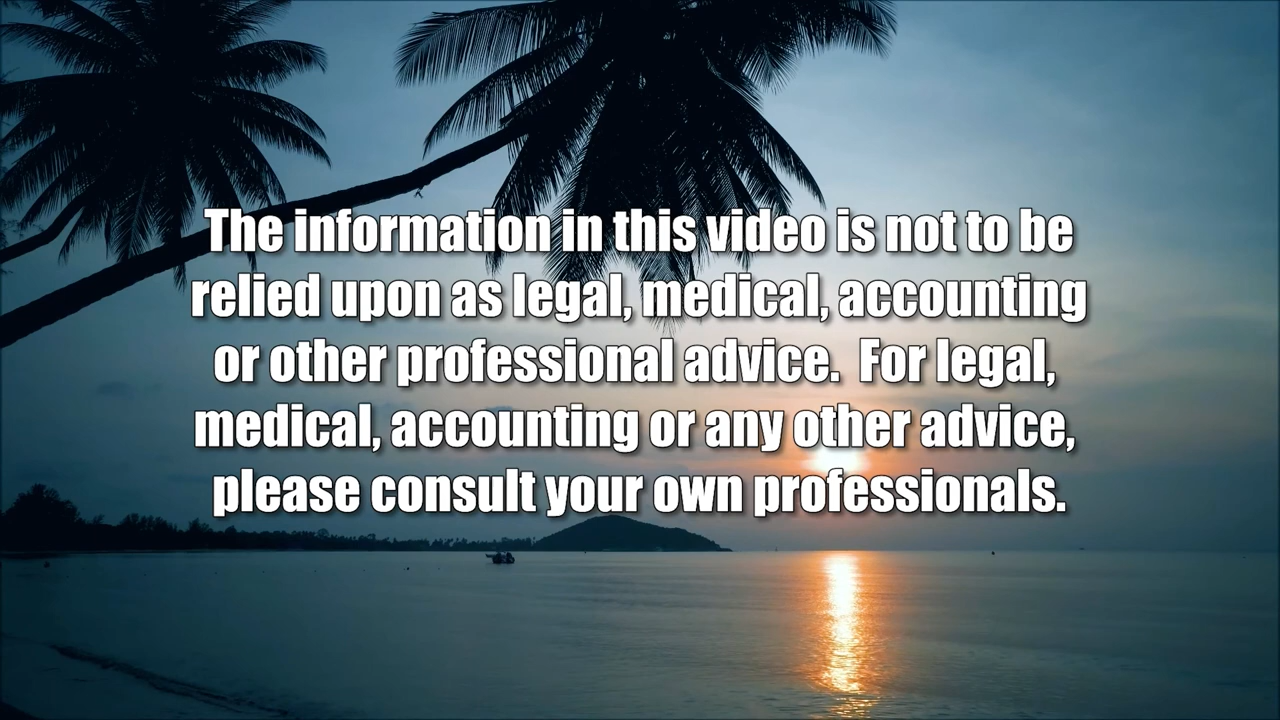 The information in this video is not to be
relied upon as legal, medical, accounting
or other professional advice.  For legal,
medical, accounting or any other advice,
please consult your own professionals.